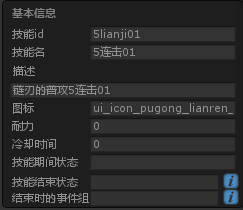 基本信息
技能id 5lianji01
技能名 5连击01
描述
链刃的普攻5连击01
图标 ui_icon_pugong_lianren_
耐力 0
冷却时间 0
技能期间状态
技能结束状态
结束时的事件组